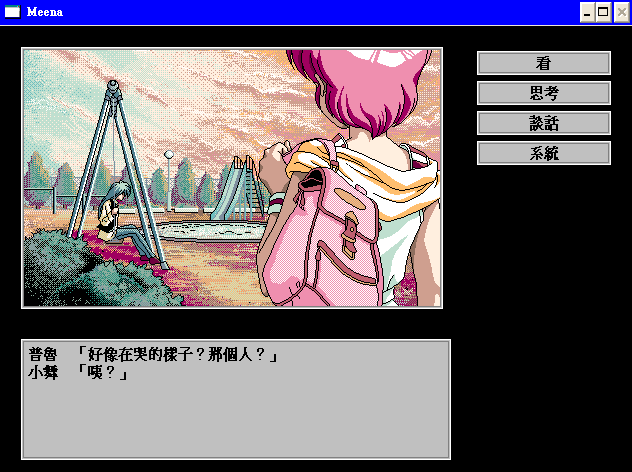 Meena
看
思考
談話
系統
普魯　「好像在哭的樣子？那個人？」
小舞　「咦？」